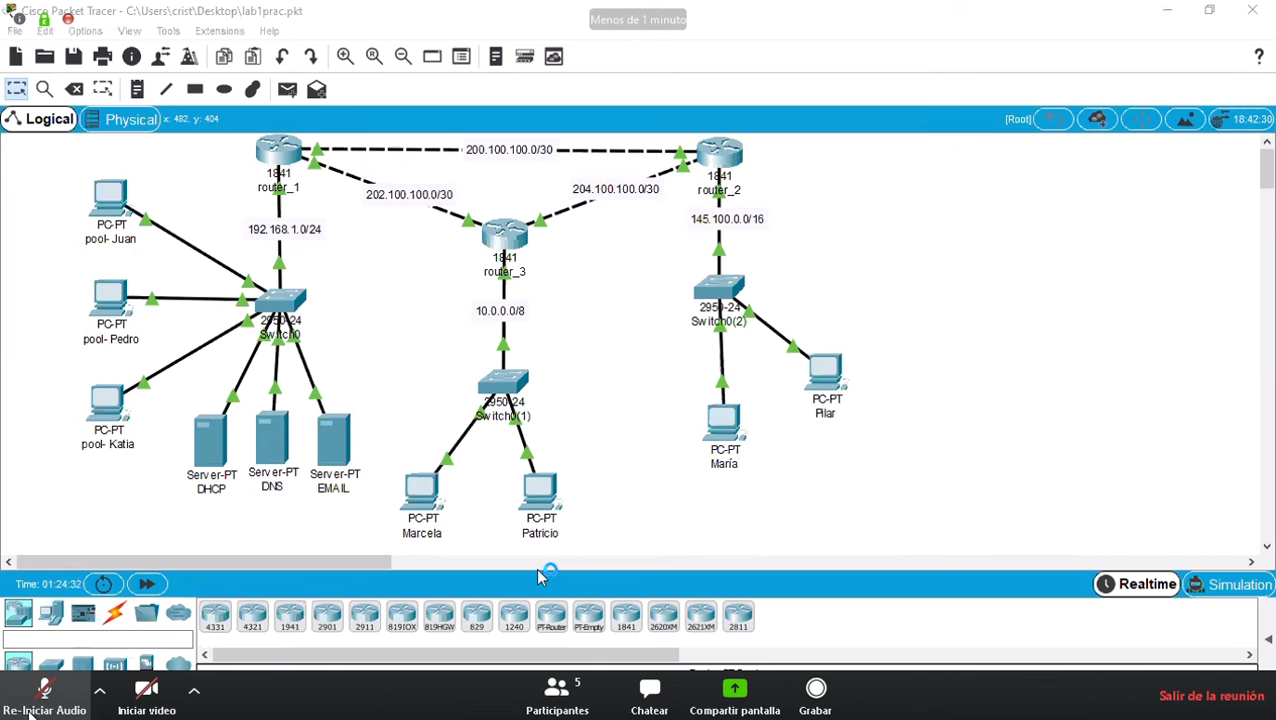 Cisco Packet Tracer - C:\Users\crist\Desktop\lab1prac.pkt
Menos de 1 minuto
File Edit Options View Tools Extensions Help
Logical Physical x: 482, y: 404 [Root] 18:42:30
200.100.100.0/30
1841
router_1
1841
router_2
202.100.100.0/30
204.100.100.0/30
192.168.1.0/24
145.100.0.0/16
PC-PT
pool- Juan
1841
router_3
PC-PT
pool- Pedro
2950-24
Switch0
10.0.0.0/8
2950-24
Switch0(2)
PC-PT
pool- Katia
2950-24
Switch0(1)
PC-PT
Pilar
Server-PT
DHCP
Server-PT
DNS
Server-PT
EMAIL
PC-PT
María
PC-PT
Marcela
PC-PT
Patricio
Time: 01:24:32
Realtime Simulation
4331 4321 1941 2901 2911 819IOX 819HGW 829 1240 PT-Router PT-Empty 1841 2620XM 2621XM 2811
5
Re-Iniciar Audio Iniciar video Participantes Chatear Compartir pantalla Grabar Salir de la reunión